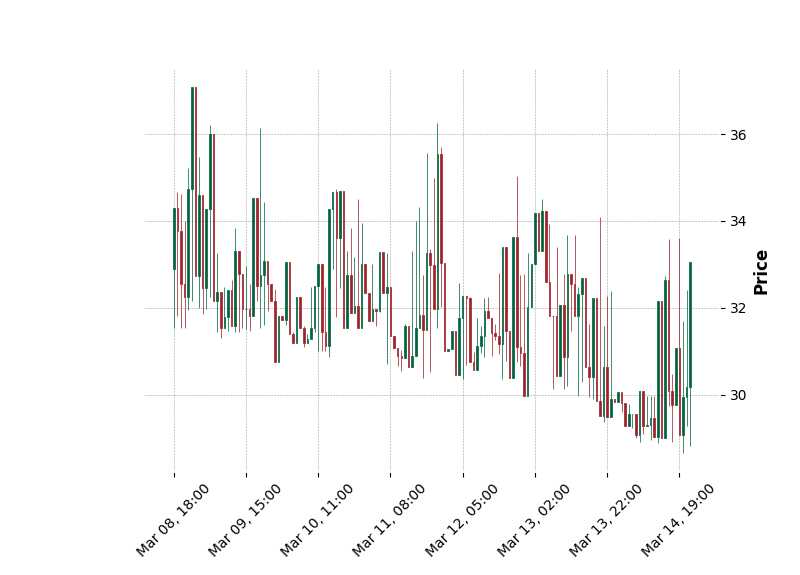 36
34
32
30
Price
Mar 08, 18:00
Mar 09, 15:00
Mar 10, 11:00
Mar 11, 08:00
Mar 12, 05:00
Mar 13, 02:00
Mar 13, 22:00
Mar 14, 19:00